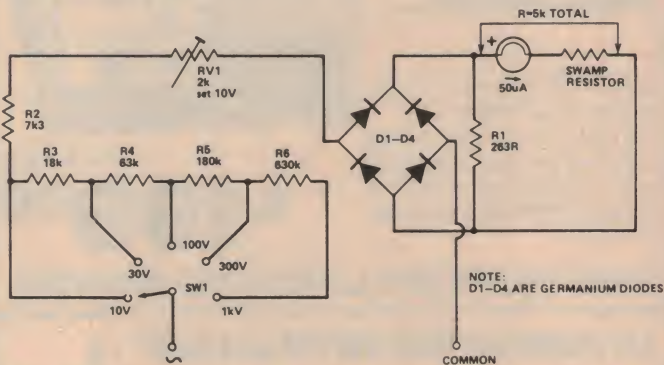 R=5k TOTAL
+
RV1
2k
set 10V
50uA
SWAMP
RESISTOR
R2
7k3
D1–D4
R1
263R
R3
18k
R4
63k
R5
180k
R6
630k
100V
30V
300V
10V
SW1
1kV
NOTE:
D1–D4 ARE GERMANIUM DIODES
COMMON